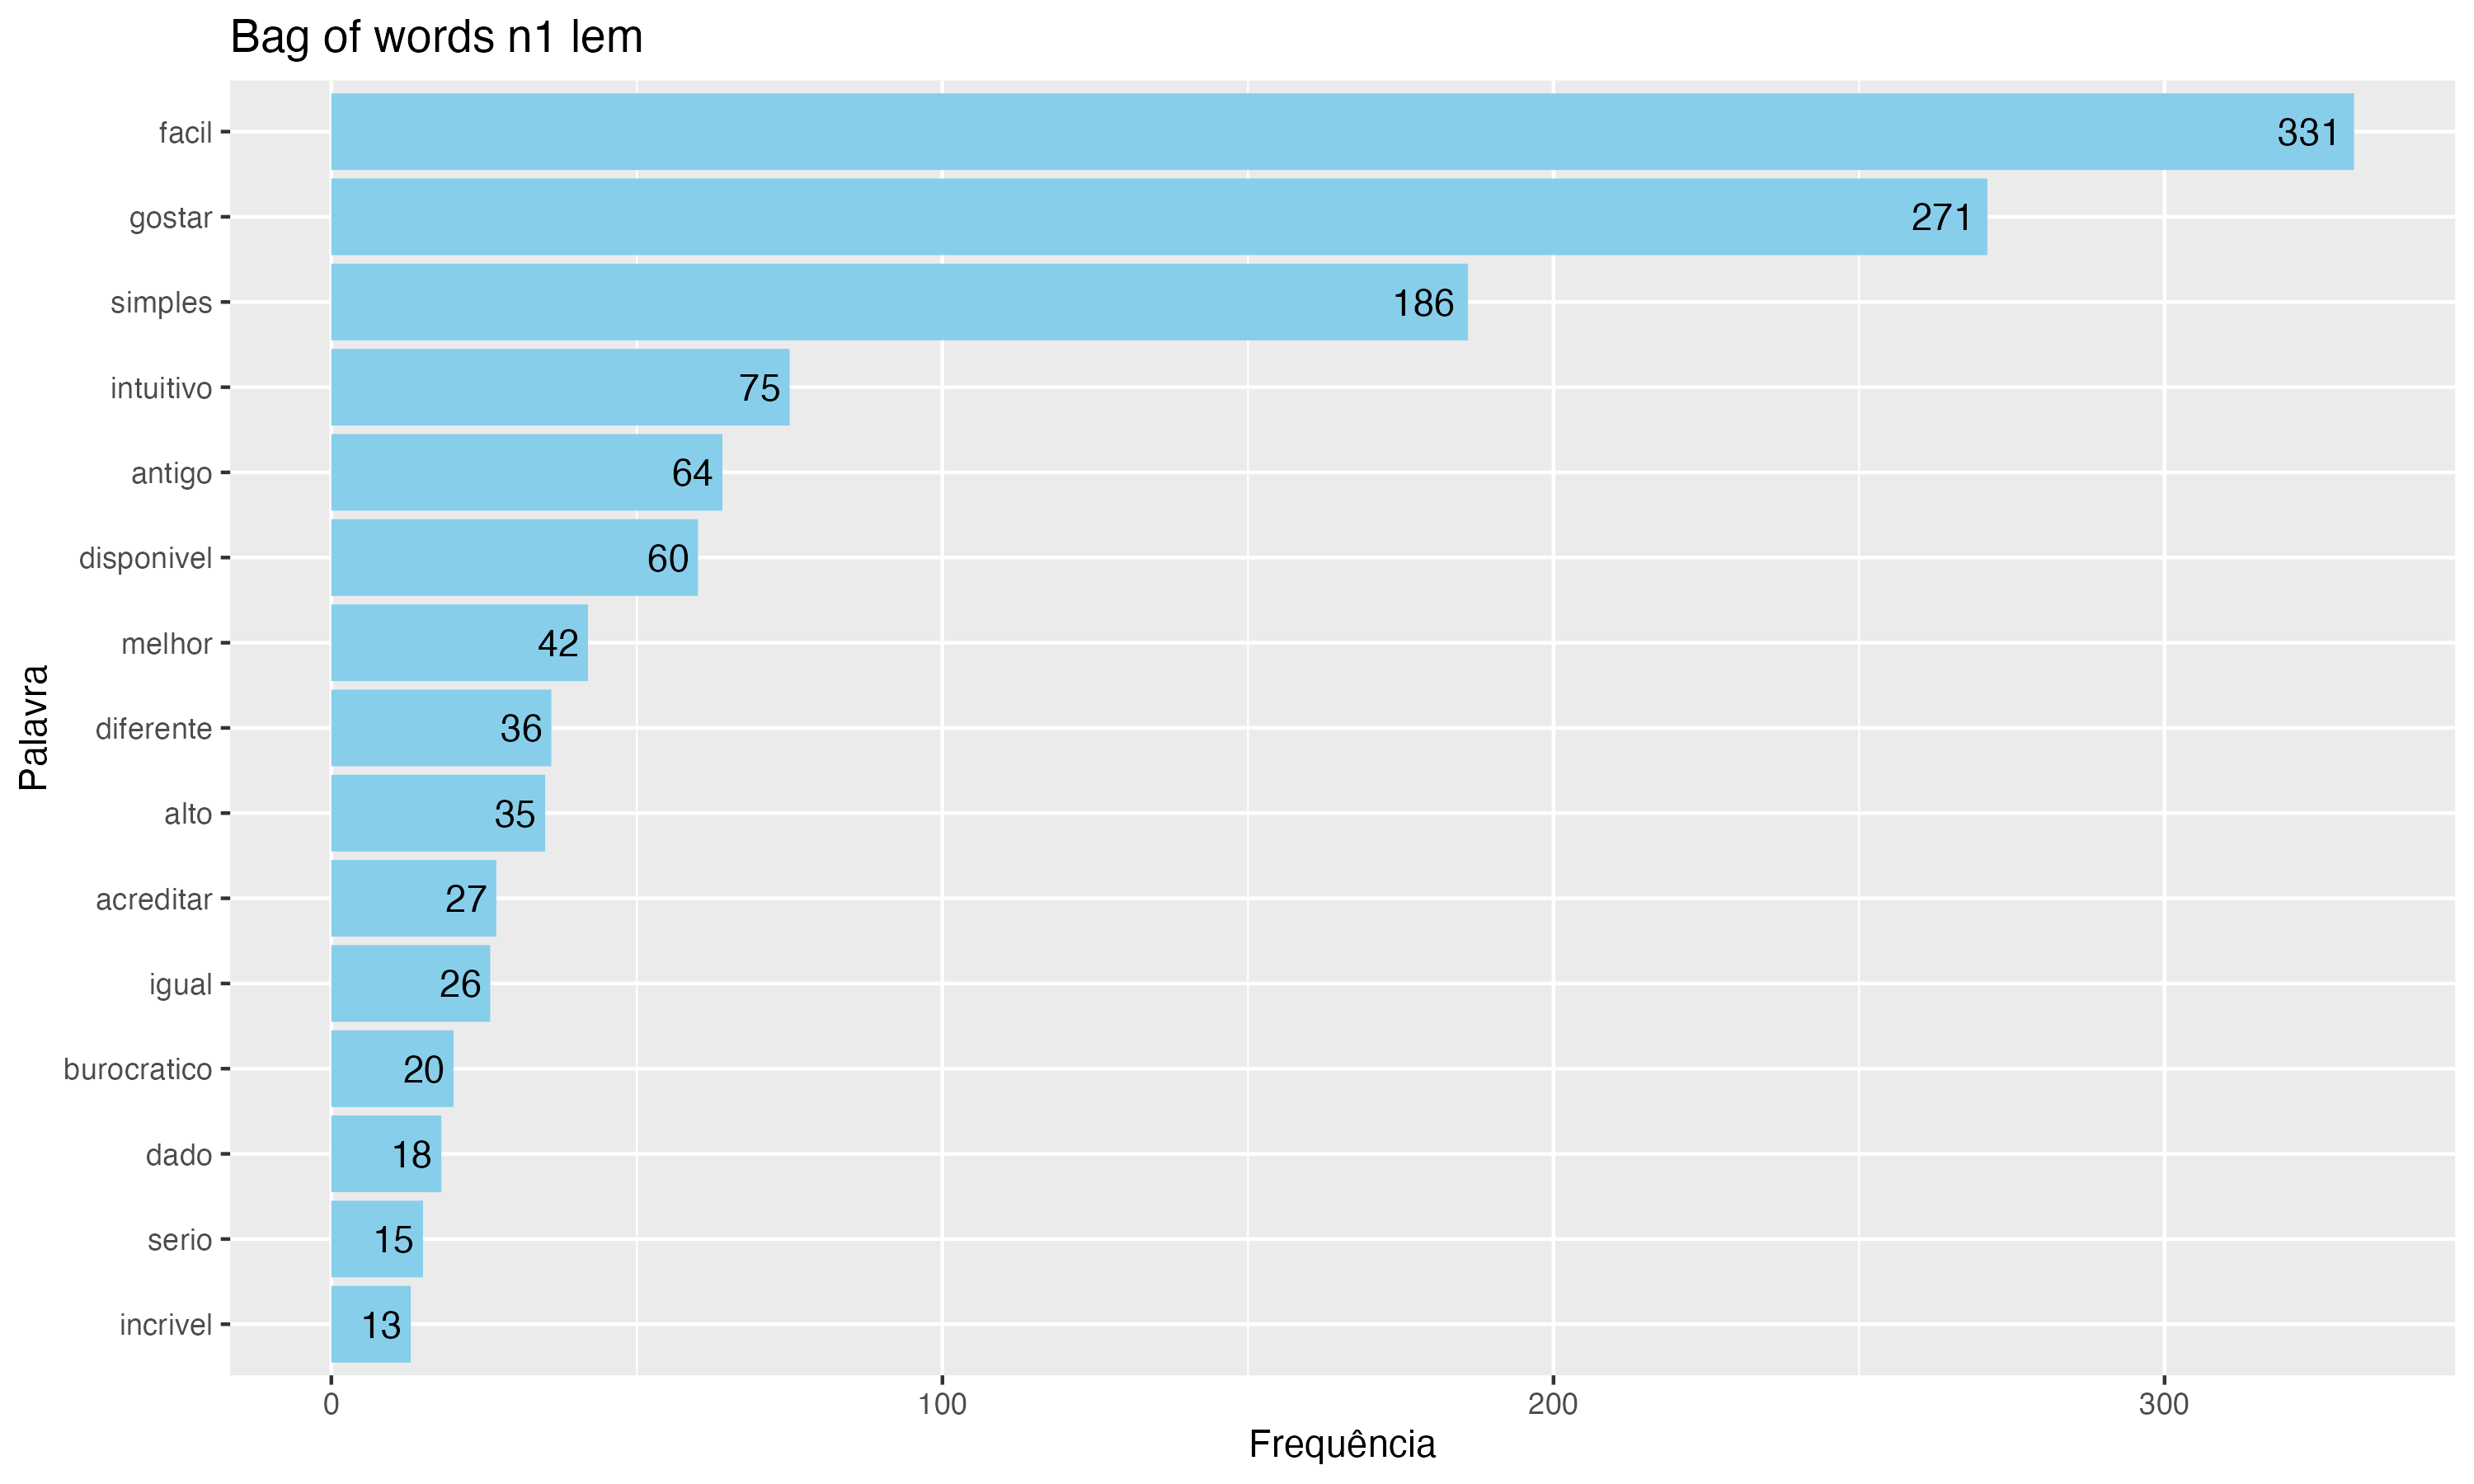 Bag of words n1 lem
Palavra
facil 331
gostar 271
simples 186
intuitivo 75
antigo 64
disponivel 60
melhor 42
diferente 36
alto 35
acreditar 27
igual 26
burocratico 20
dado 18
serio 15
incrivel 13
0 100 200 300
Frequência